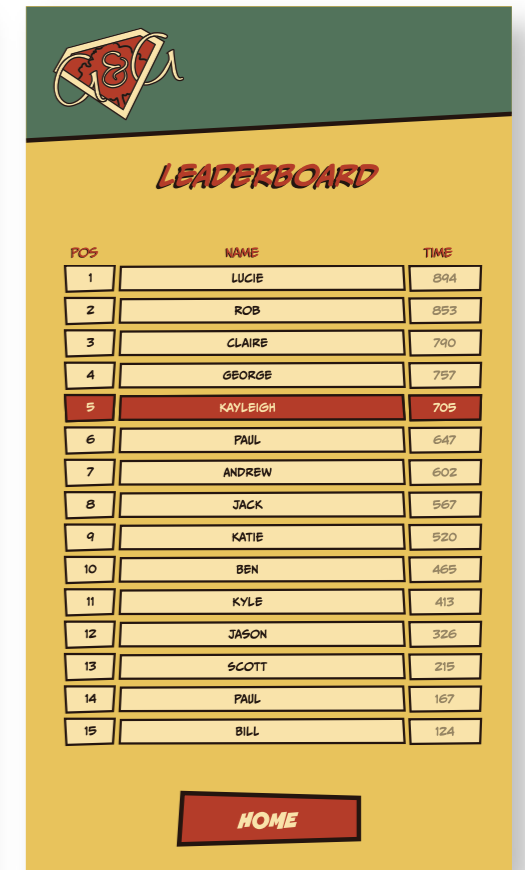 G&G
LEADERBOARD
POS NAME TIME
1 LUCIE 894
2 ROB 853
3 CLAIRE 790
4 GEORGE 757
5 KAYLEIGH 705
6 PAUL 647
7 ANDREW 602
8 JACK 567
9 KATIE 520
10 BEN 465
11 KYLE 413
12 JASON 326
13 SCOTT 215
14 PAUL 167
15 BILL 124
HOME